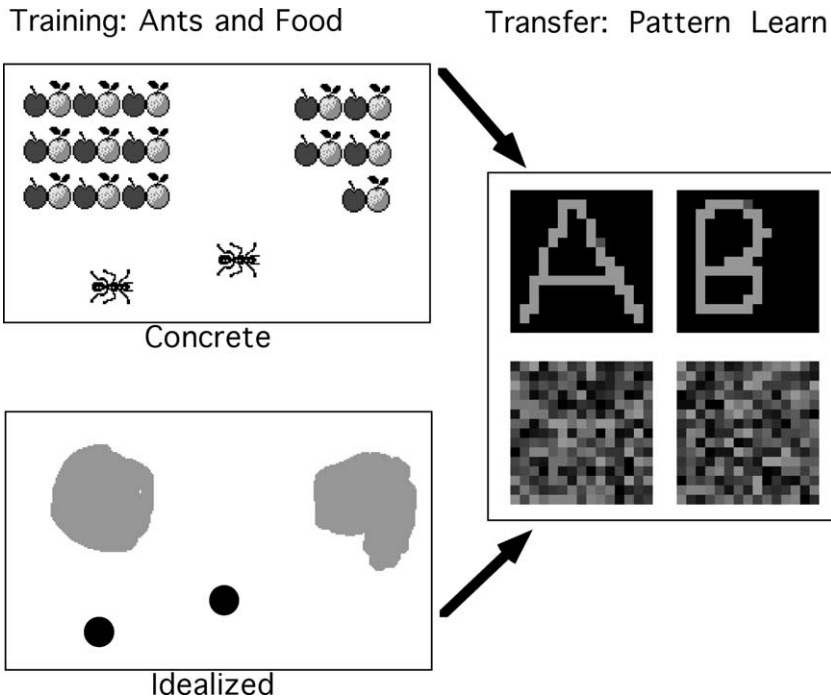 Training: Ants and Food
Transfer: Pattern Learn
Concrete
A B
Idealized